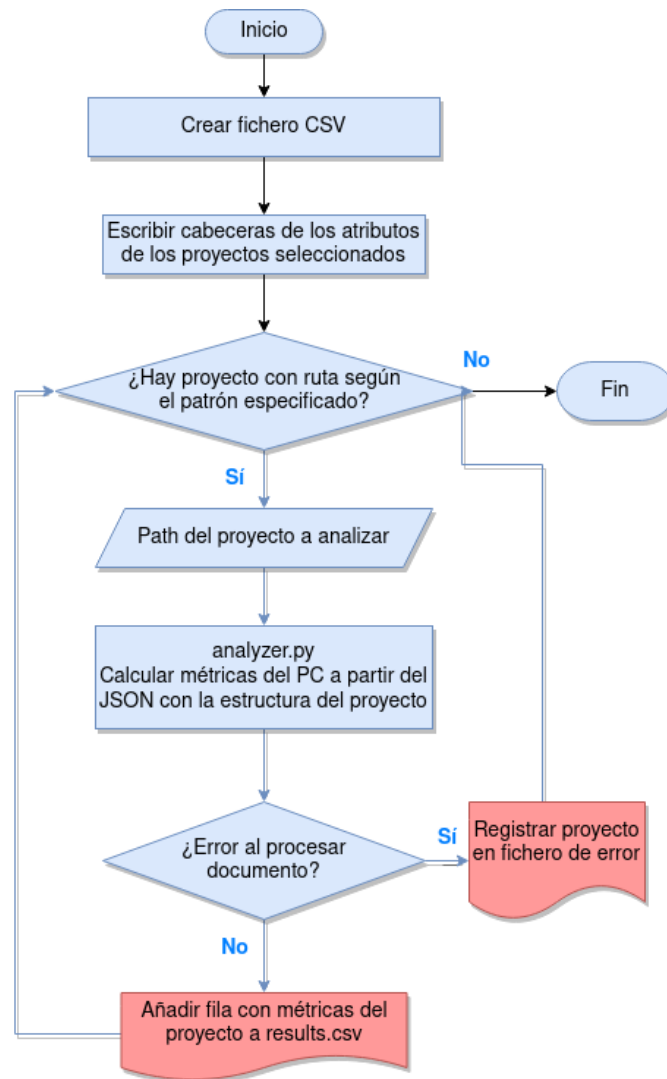 Inicio
Crear fichero CSV
Escribir cabeceras de los atributos
de los proyectos seleccionados
¿Hay proyecto con ruta según
el patrón especificado?
No
Fin
Sí
Path del proyecto a analizar
analyzer.py
Calcular métricas del PC a partir del
JSON con la estructura del proyecto
¿Error al procesar
documento?
Sí
Registrar proyecto
en fichero de error
No
Añadir fila con métricas del
proyecto a results.csv